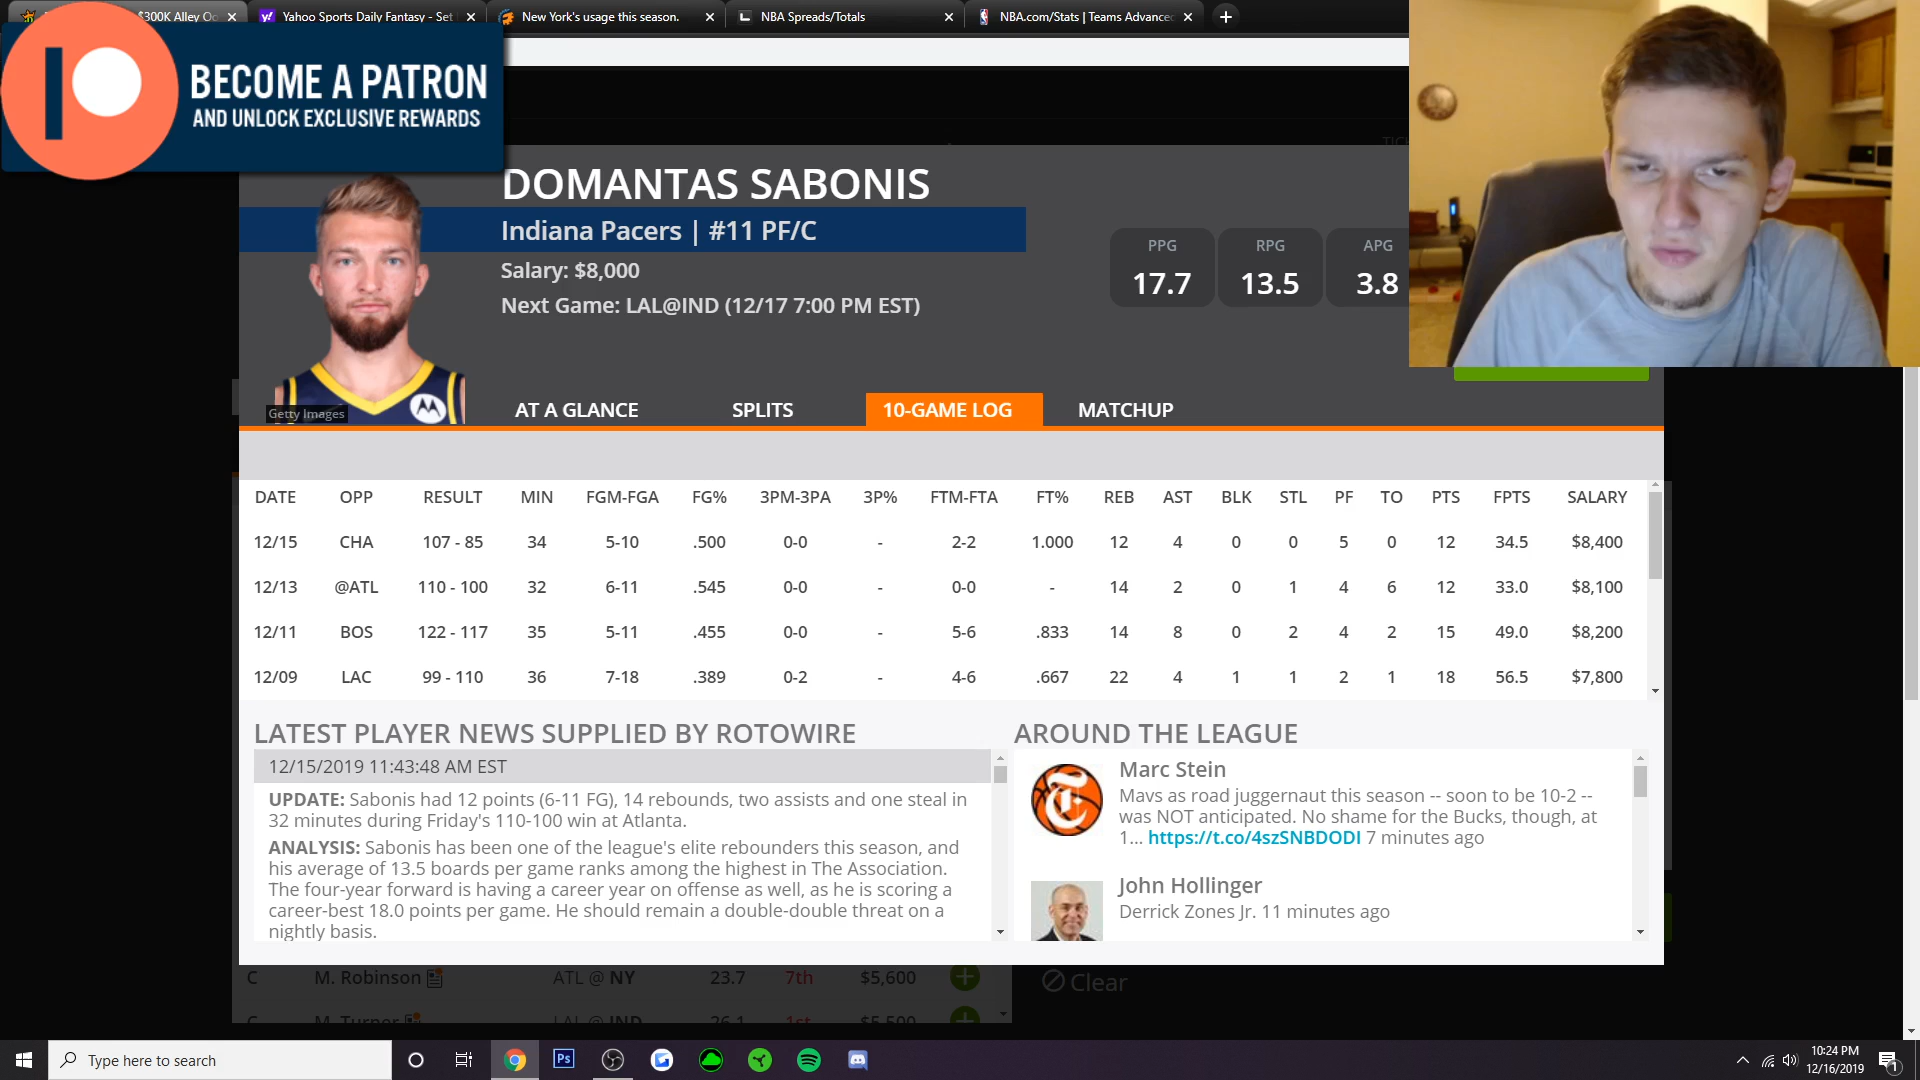 $300K Alley Oo
Yahoo Sports Daily Fantasy - Set
New York's usage this season.
NBA Spreads/Totals
NBA.com/Stats | Teams Advance
BECOME A PATRON
AND UNLOCK EXCLUSIVE REWARDS
DOMANTAS SABONIS
Indiana Pacers | #11 PF/C
Salary: $8,000
Next Game: LAL@IND (12/17 7:00 PM EST)
PPG RPG APG
17.7 13.5 3.8
Getty Images
AT A GLANCE SPLITS 10-GAME LOG MATCHUP
DATE OPP RESULT MIN FGM-FGA FG% 3PM-3PA 3P% FTM-FTA FT% REB AST BLK STL PF TO PTS FPTS SALARY
12/15 CHA 107 - 85 34 5-10 .500 0-0 - 2-2 1.000 12 4 0 0 5 0 12 34.5 $8,400
12/13 @ATL 110 - 100 32 6-11 .545 0-0 - 0-0 - 14 2 0 1 4 6 12 33.0 $8,100
12/11 BOS 122 - 117 35 5-11 .455 0-0 - 5-6 .833 14 8 0 2 4 2 15 49.0 $8,200
12/09 LAC 99 - 110 36 7-18 .389 0-2 - 4-6 .667 22 4 1 1 2 1 18 56.5 $7,800
LATEST PLAYER NEWS SUPPLIED BY ROTOWIRE
12/15/2019 11:43:48 AM EST
UPDATE: Sabonis had 12 points (6-11 FG), 14 rebounds, two assists and one steal in
32 minutes during Friday's 110-100 win at Atlanta.
ANALYSIS: Sabonis has been one of the league's elite rebounders this season, and
his average of 13.5 boards per game ranks among the highest in The Association.
The four-year forward is having a career year on offense as well, as he is scoring a
career-best 18.0 points per game. He should remain a double-double threat on a
nightly basis.
AROUND THE LEAGUE
Marc Stein
Mavs as road juggernaut this season -- soon to be 10-2 --
was NOT anticipated. No shame for the Bucks, though, at
1... https://t.co/4szSNBDODI 7 minutes ago
John Hollinger
Derrick Zones Jr. 11 minutes ago
C M. Robinson ATL @ NY 23.7 7th $5,600
Clear
C M. Turner LAL @ IND 26.1 1st $5,500
Type here to search
10:24 PM
12/16/2019